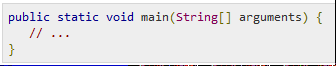 public static void main(String[] arguments) {
   // ...
}